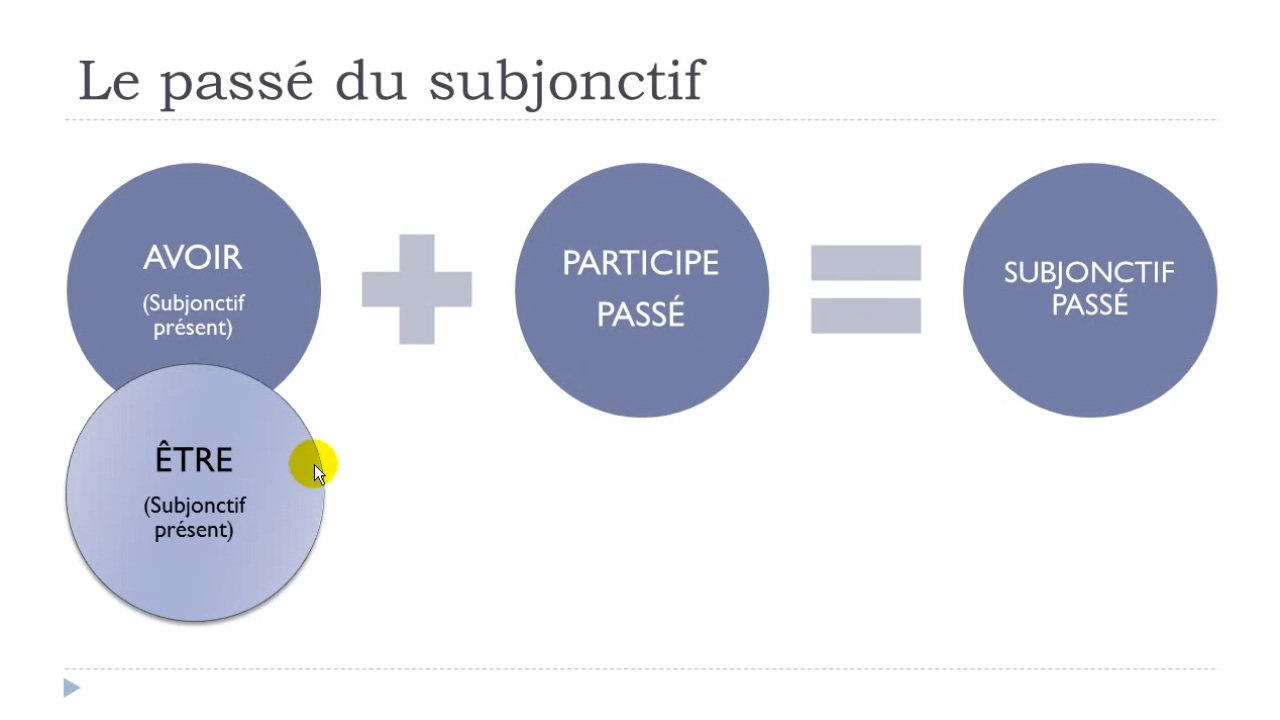 Le passé du subjonctif
AVOIR
(Subjonctif
présent)
PARTICIPE
PASSÉ
SUBJONCTIF
PASSÉ
ÊTRE
(Subjonctif
présent)